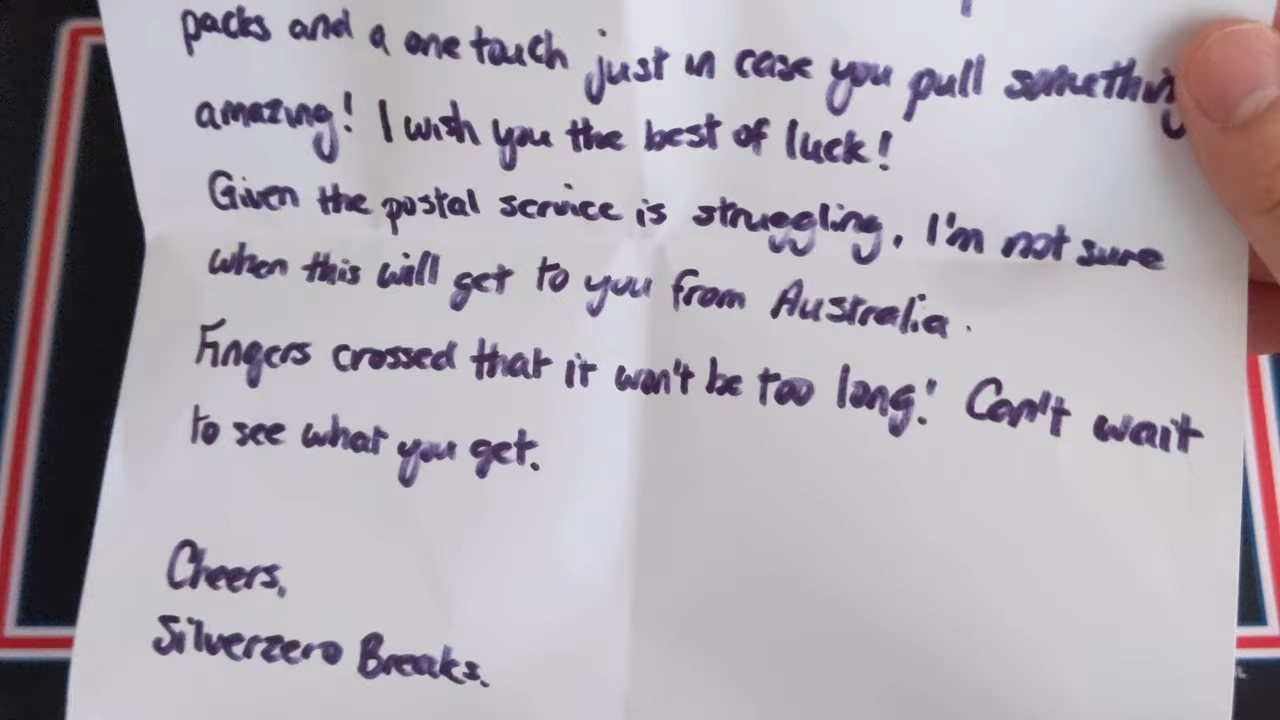 packs and a one touch just in case you pull something
amazing! I wish you the best of luck!
Given the postal service is struggling, I'm not sure
when this will get to you from Australia.
Fingers crossed that it won't be too long! Can't wait
to see what you get.
Cheers,
Silverzero Breaks.